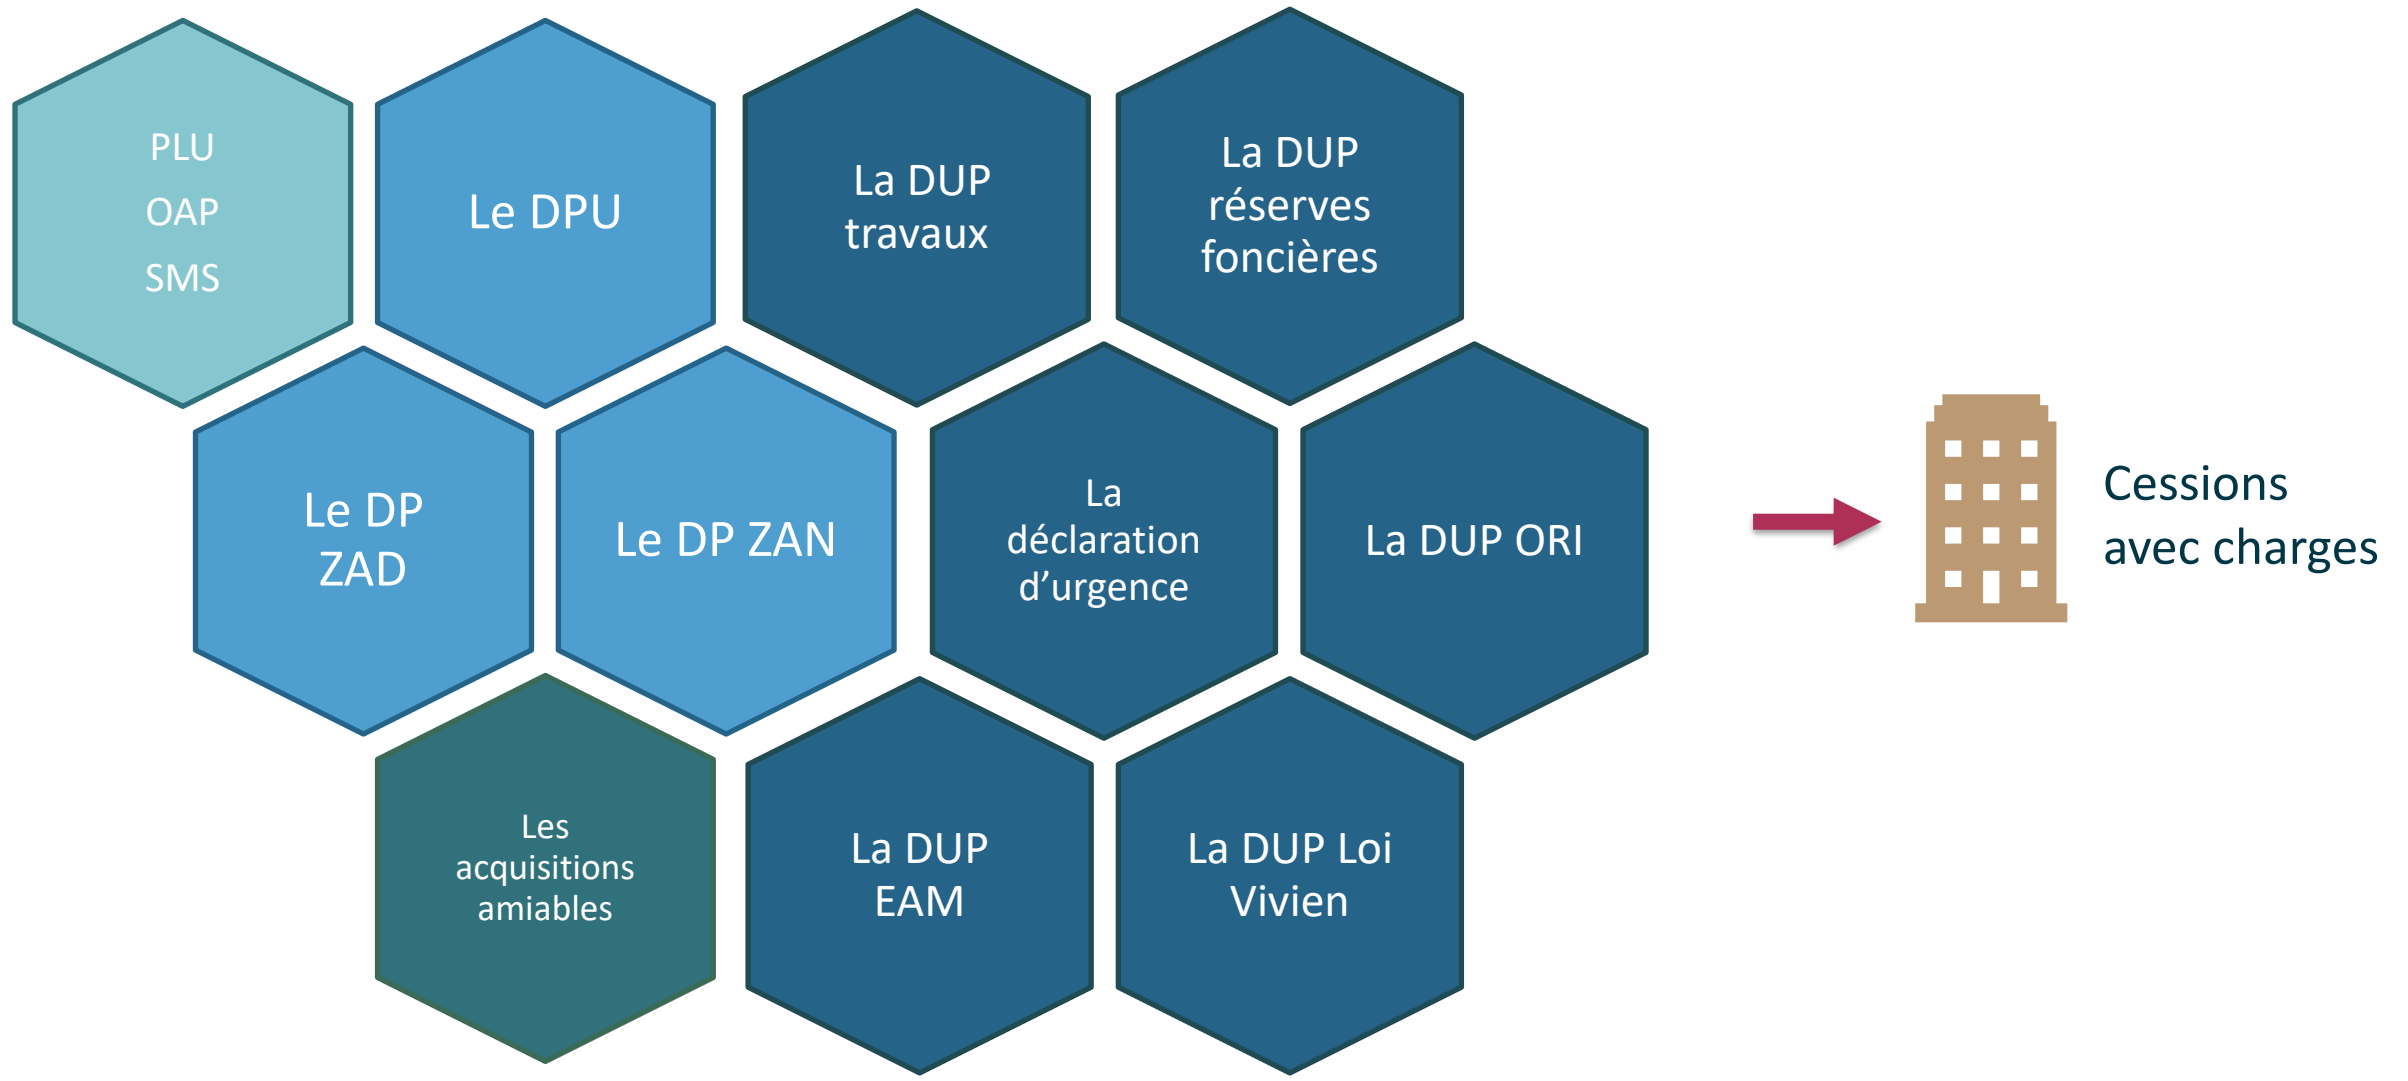 PLU
OAP
SMS
Le DPU
La DUP
travaux
La DUP
réserves
foncières
Le DP
ZAD
Le DP ZAN
La
déclaration
d’urgence
La DUP ORI
Les
acquisitions
amiables
La DUP
EAM
La DUP Loi
Vivien
Cessions
avec charges